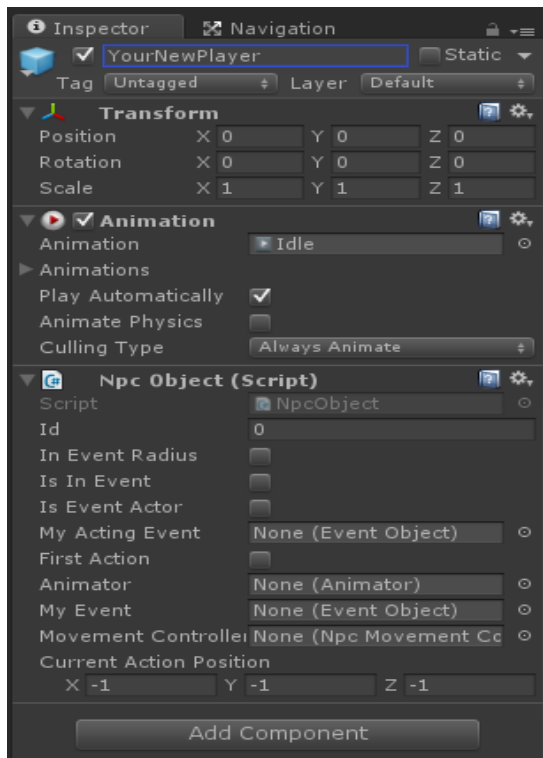 Inspector Navigation
YourNewPlayer Static
Tag Untagged Layer Default
Transform
Position X 0 Y 0 Z 0
Rotation X 0 Y 0 Z 0
Scale X 1 Y 1 Z 1
Animation
Animation Idle
Animations
Play Automatically
Animate Physics
Culling Type Always Animate
Npc Object (Script)
Script NpcObject
Id 0
In Event Radius
Is In Event
Is Event Actor
My Acting Event None (Event Object)
First Action
Animator None (Animator)
My Event None (Event Object)
Movement Controller None (Npc Movement Co
Current Action Position
X -1 Y -1 Z -1
Add Component